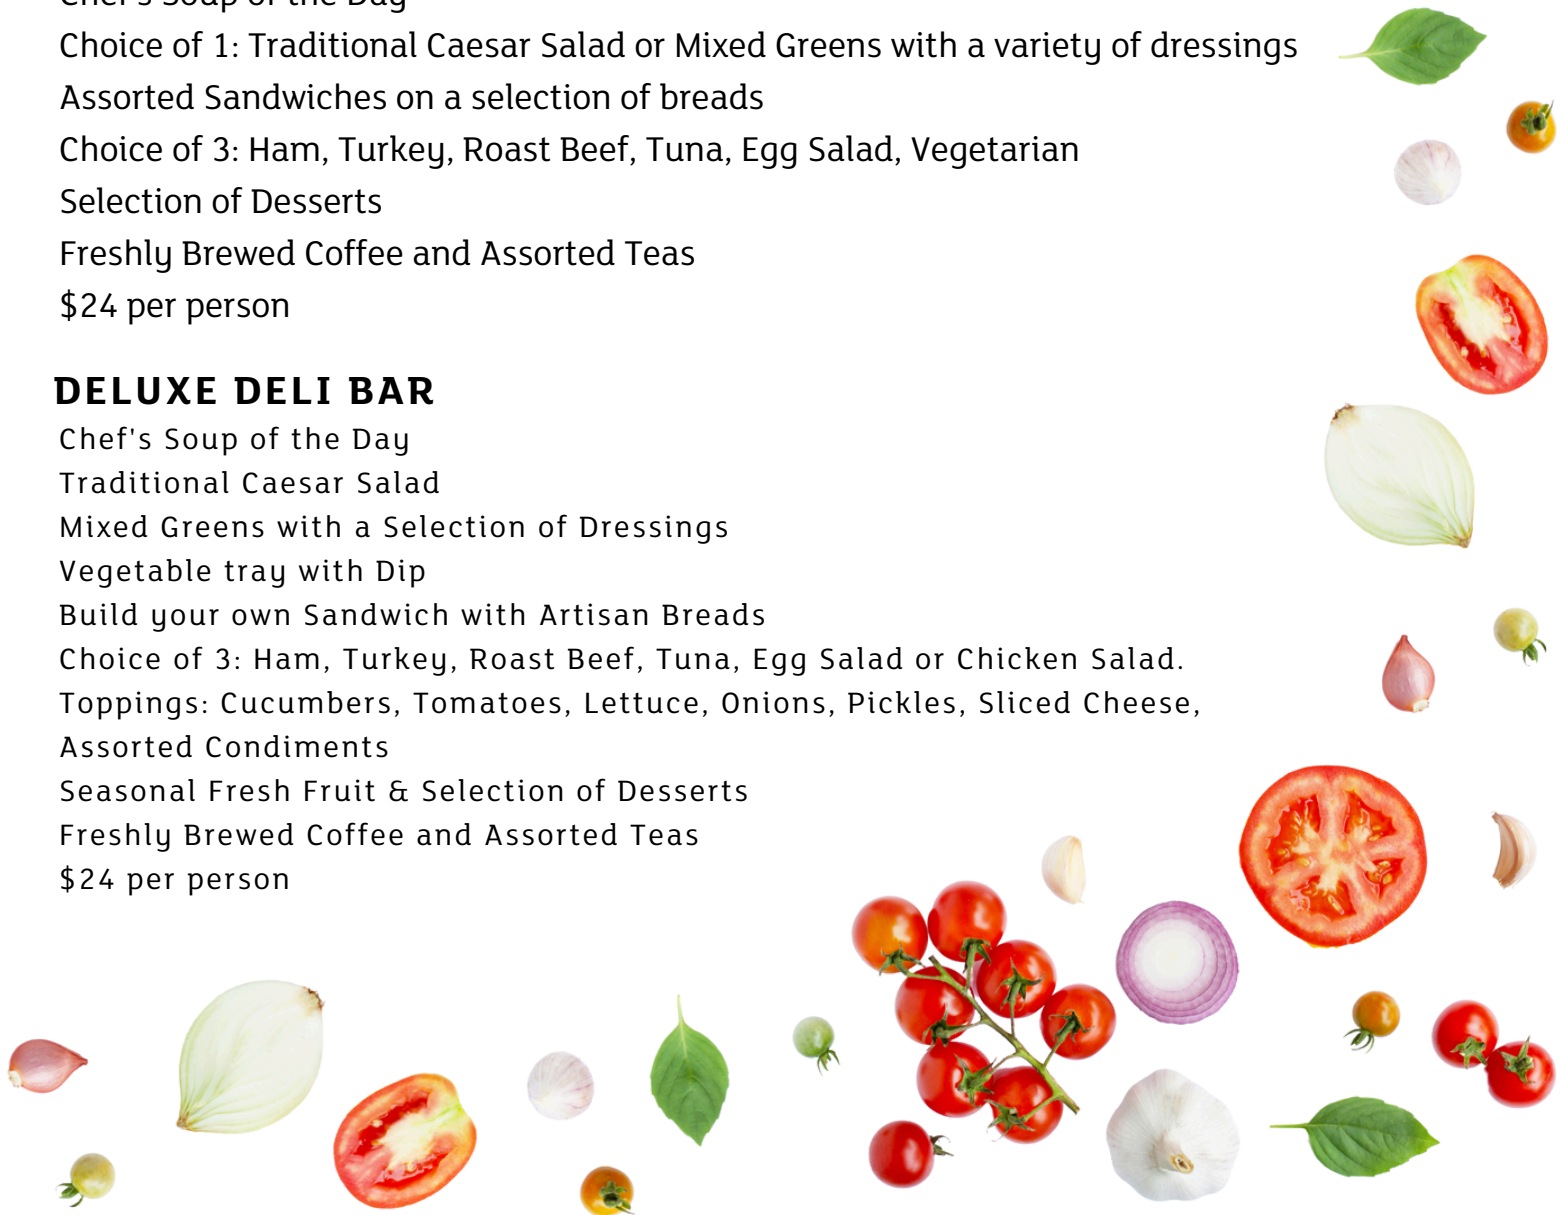 Chef's Soup of the Day
Choice of 1: Traditional Caesar Salad or Mixed Greens with a variety of dressings
Assorted Sandwiches on a selection of breads
Choice of 3: Ham, Turkey, Roast Beef, Tuna, Egg Salad, Vegetarian
Selection of Desserts
Freshly Brewed Coffee and Assorted Teas
$24 per person
DELUXE DELI BAR
Chef's Soup of the Day
Traditional Caesar Salad
Mixed Greens with a Selection of Dressings
Vegetable tray with Dip
Build your own Sandwich with Artisan Breads
Choice of 3: Ham, Turkey, Roast Beef, Tuna, Egg Salad or Chicken Salad.
Toppings: Cucumbers, Tomatoes, Lettuce, Onions, Pickles, Sliced Cheese,
Assorted Condiments
Seasonal Fresh Fruit & Selection of Desserts
Freshly Brewed Coffee and Assorted Teas
$24 per person